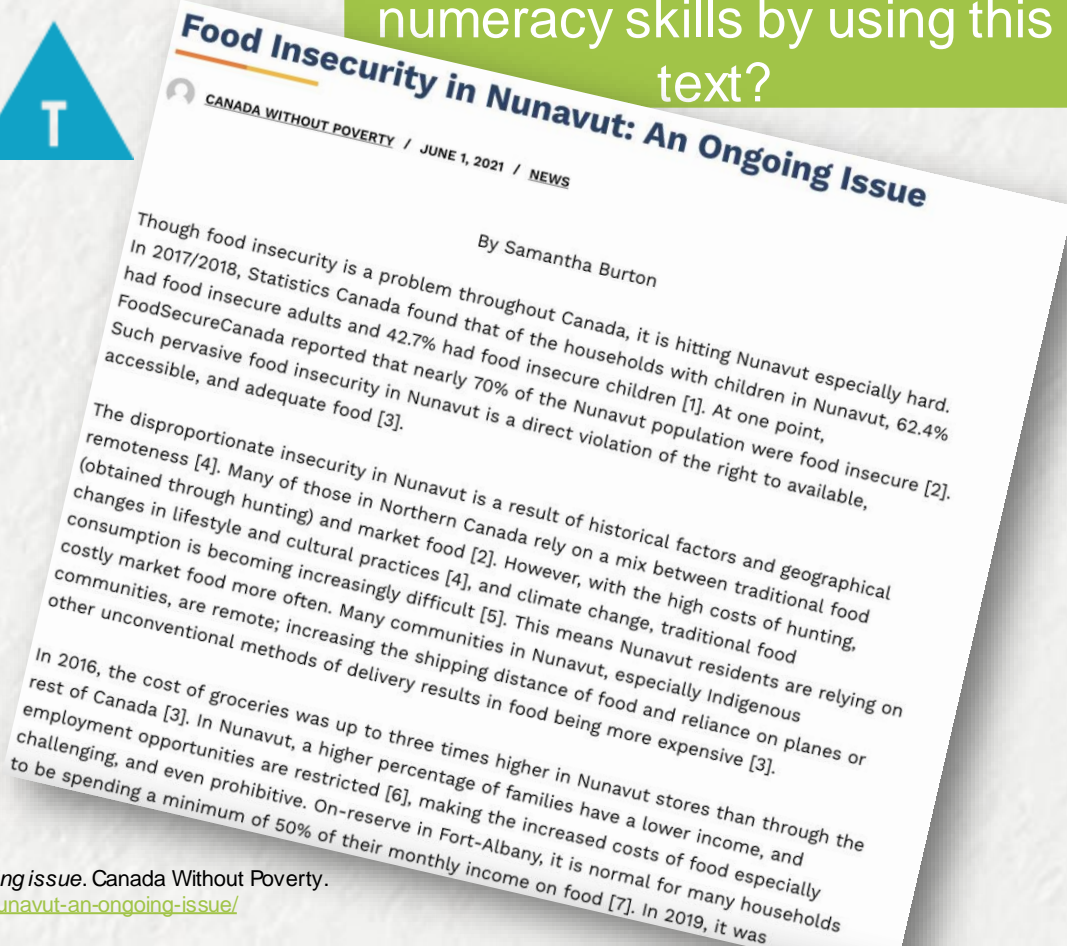 numeracy skills by using this
text?
T
Food Insecurity in Nunavut: An Ongoing Issue
CANADA WITHOUT POVERTY / JUNE 1, 2021 / NEWS
By Samantha Burton
Though food insecurity is a problem throughout Canada, it is hitting Nunavut especially hard.
In 2017/2018, Statistics Canada found that of the households with children in Nunavut, 62.4%
had food insecure adults and 42.7% had food insecure children [1]. At one point,
FoodSecureCanada reported that nearly 70% of the Nunavut population were food insecure [2].
Such pervasive food insecurity in Nunavut is a direct violation of the right to available,
accessible, and adequate food [3].
The disproportionate insecurity in Nunavut is a result of historical factors and geographical
remoteness [4]. Many of those in Northern Canada rely on a mix between traditional food
(obtained through hunting) and market food [2]. However, with the high costs of hunting,
changes in lifestyle and cultural practices [4], and climate change, traditional food
consumption is becoming increasingly difficult [5]. This means Nunavut residents are relying on
costly market food more often. Many communities in Nunavut, especially Indigenous
communities, are remote; increasing the shipping distance of food and reliance on planes or
other unconventional methods of delivery results in food being more expensive [3].
In 2016, the cost of groceries was up to three times higher in Nunavut stores than through the
rest of Canada [3]. In Nunavut, a higher percentage of families have a lower income, and
employment opportunities are restricted [6], making the increased costs of food especially
challenging, and even prohibitive. On-reserve in Fort-Albany, it is normal for many households
to be spending a minimum of 50% of their monthly income on food [7]. In 2019, it was
ng issue. Canada Without Poverty.
unavut-an-ongoing-issue/